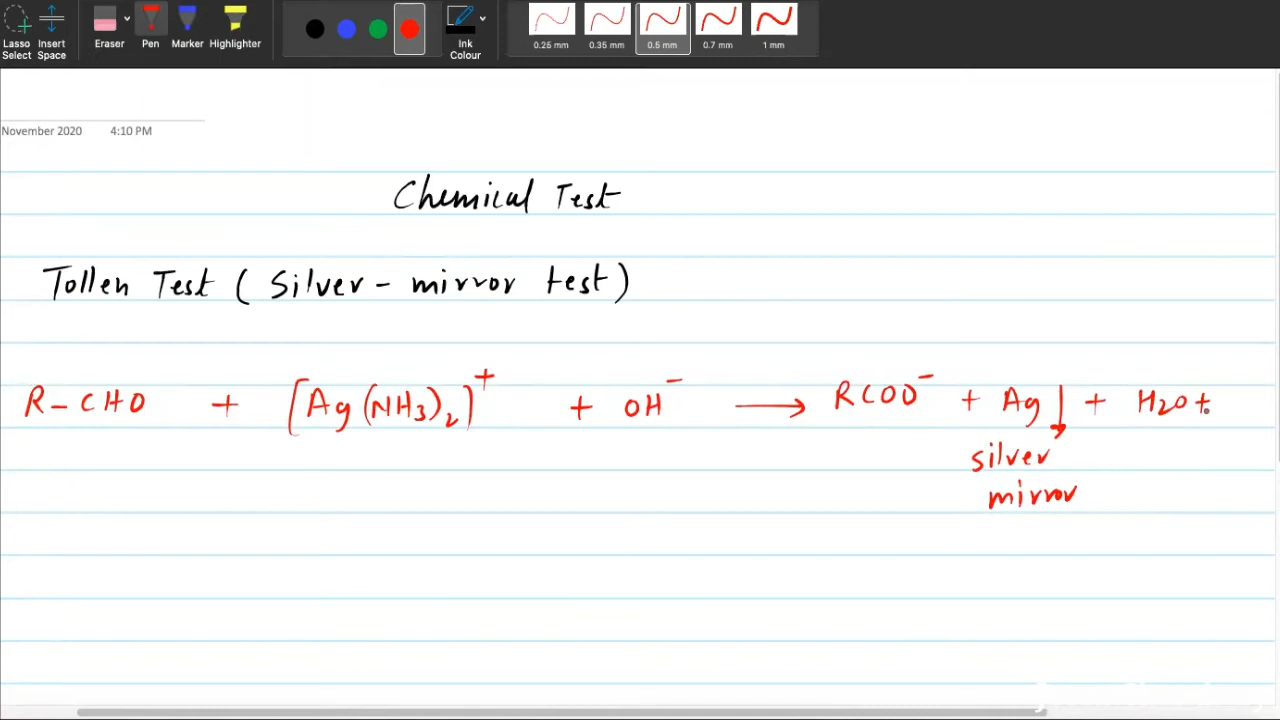 Lasso Select
Insert Space
Eraser
Pen
Marker
Highlighter
Ink Colour
0.25 mm
0.35 mm
0.5 mm
0.7 mm
1 mm
November 2020 4:10 PM
Chemical Test
Tollen Test ( Silver - mirror test )
R - CHO + [Ag(NH3)2]+ + OH- → RCOO- + Ag ↓ + H2O +
silver
mirror